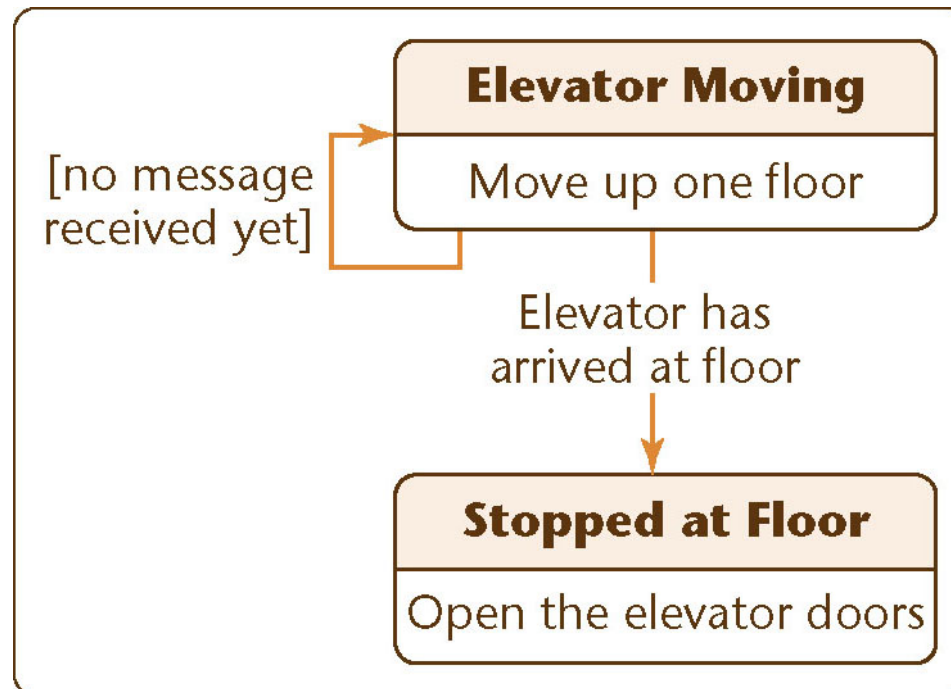 Elevator Moving
Move up one floor
[no message
received yet]
Elevator has
arrived at floor
Stopped at Floor
Open the elevator doors